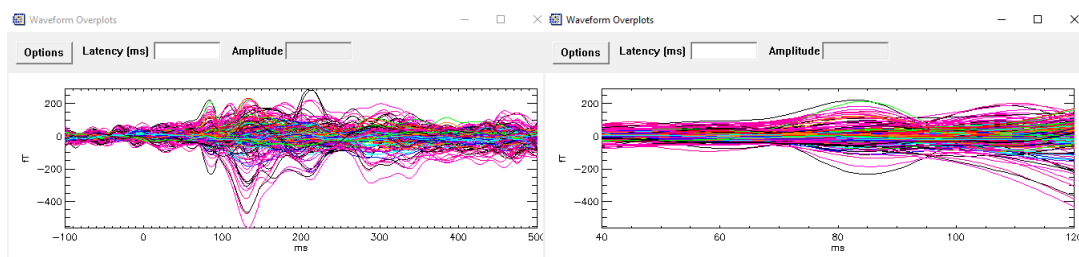 Waveform Overplots
Options Latency (ms) Amplitude
200
0
-200
-400
fT
-100 0 100 200 300 400 500
ms
Waveform Overplots
Options Latency (ms) Amplitude
200
0
-200
-400
fT
40 60 80 100 120
ms